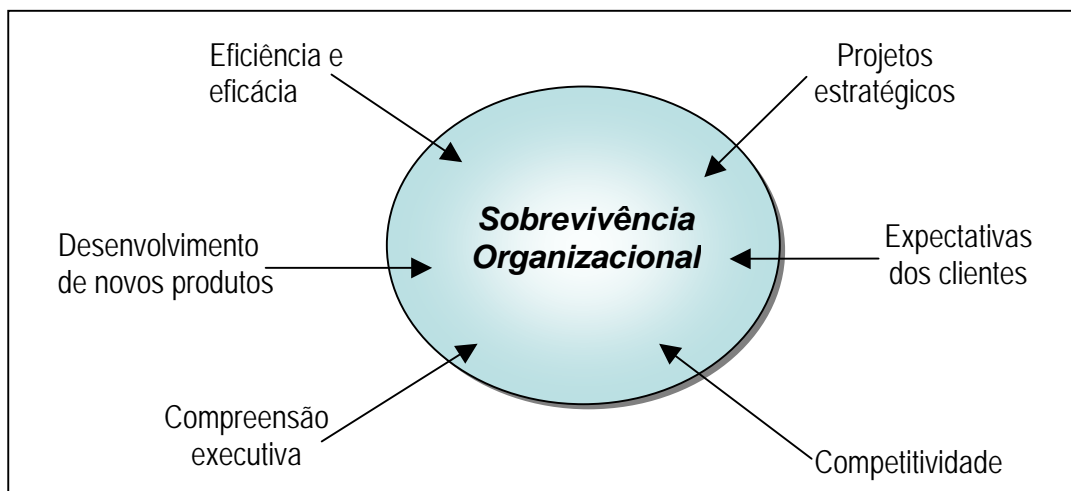 Eficiência e
eficácia
Projetos
estratégicos
Sobrevivência
Organizacional
Desenvolvimento
de novos produtos
Expectativas
dos clientes
Compreensão
executiva
Competitividade